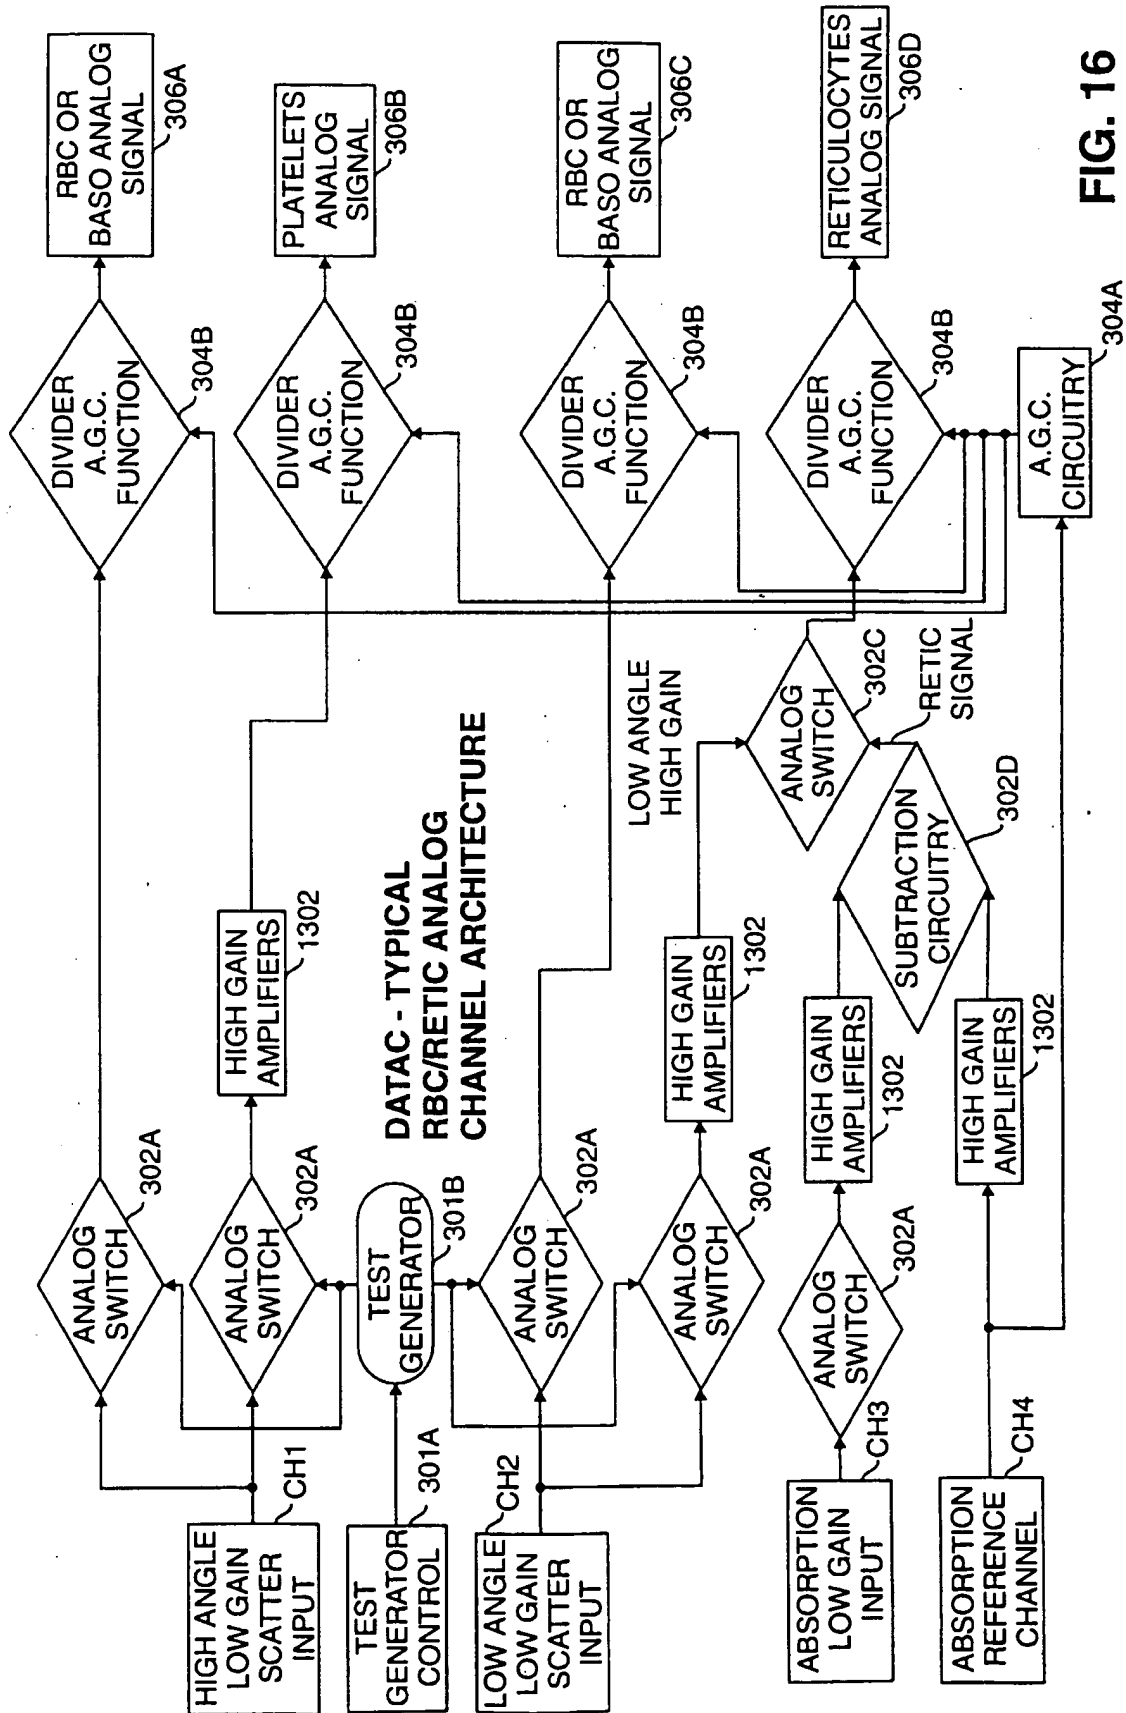 HIGH ANGLE
LOW GAIN
SCATTER
INPUT
CH1
ANALOG
SWITCH
302A
DIVIDER
A.G.C.
FUNCTION
304B
RBC OR
BASO ANALOG
SIGNAL
306A
ANALOG
SWITCH
302A
HIGH GAIN
AMPLIFIERS
1302
DIVIDER
A.G.C.
FUNCTION
304B
PLATELETS
ANALOG
SIGNAL
306B
TEST
GENERATOR
CONTROL
301A
TEST
GENERATOR
301B
DATAC - TYPICAL
RBC/RETIC ANALOG
CHANNEL ARCHITECTURE
LOW ANGLE
LOW GAIN
SCATTER
INPUT
CH2
ANALOG
SWITCH
302A
DIVIDER
A.G.C.
FUNCTION
304B
RBC OR
BASO ANALOG
SIGNAL
306C
ANALOG
SWITCH
302A
HIGH GAIN
AMPLIFIERS
1302
LOW ANGLE
HIGH GAIN
ANALOG
SWITCH
302C
RETIC
SIGNAL
DIVIDER
A.G.C.
FUNCTION
304B
RETICULOCYTES
ANALOG SIGNAL
306D
ABSORPTION
LOW GAIN
INPUT
CH3
ANALOG
SWITCH
302A
HIGH GAIN
AMPLIFIERS
1302
SUBTRACTION
CIRCUITRY
302D
ABSORPTION
REFERENCE
CHANNEL
CH4
HIGH GAIN
AMPLIFIERS
1302
A.G.C.
CIRCUITRY
304A
FIG. 16